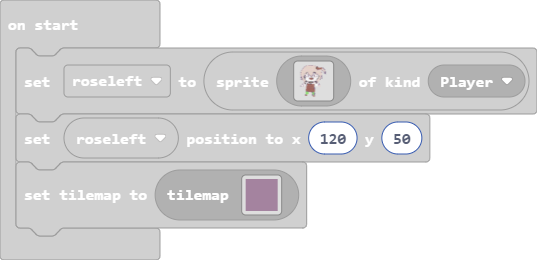 on start
set roseleft to sprite of kind Player
set roseleft position to x 120 y 50
set tilemap to tilemap